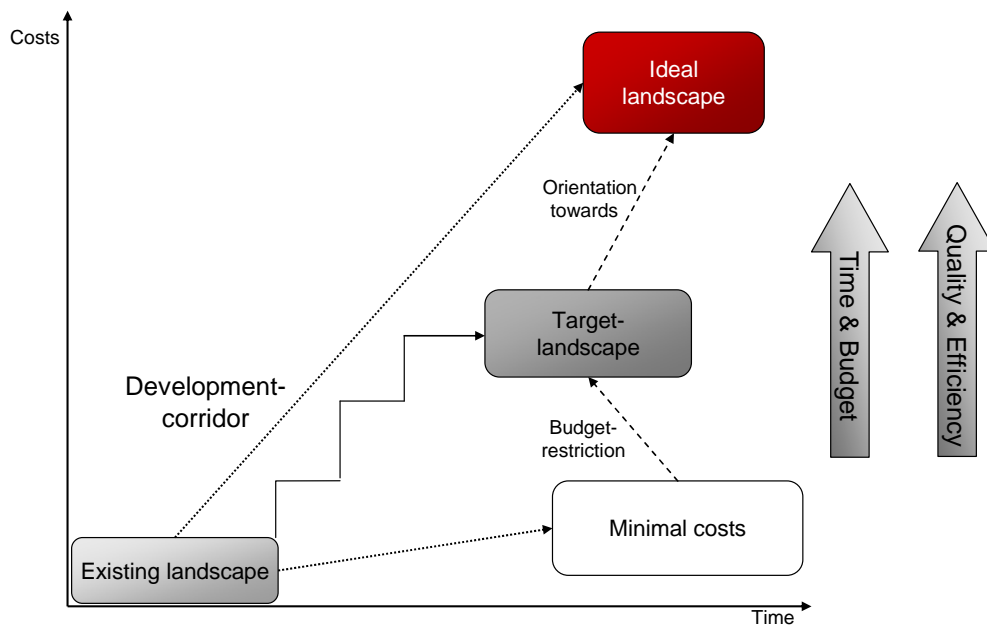 Costs
Ideal
landscape
Orientation
towards
Time & Budget
Quality & Efficiency
Target-
landscape
Development-
corridor
Budget-
restriction
Minimal costs
Existing landscape
Time